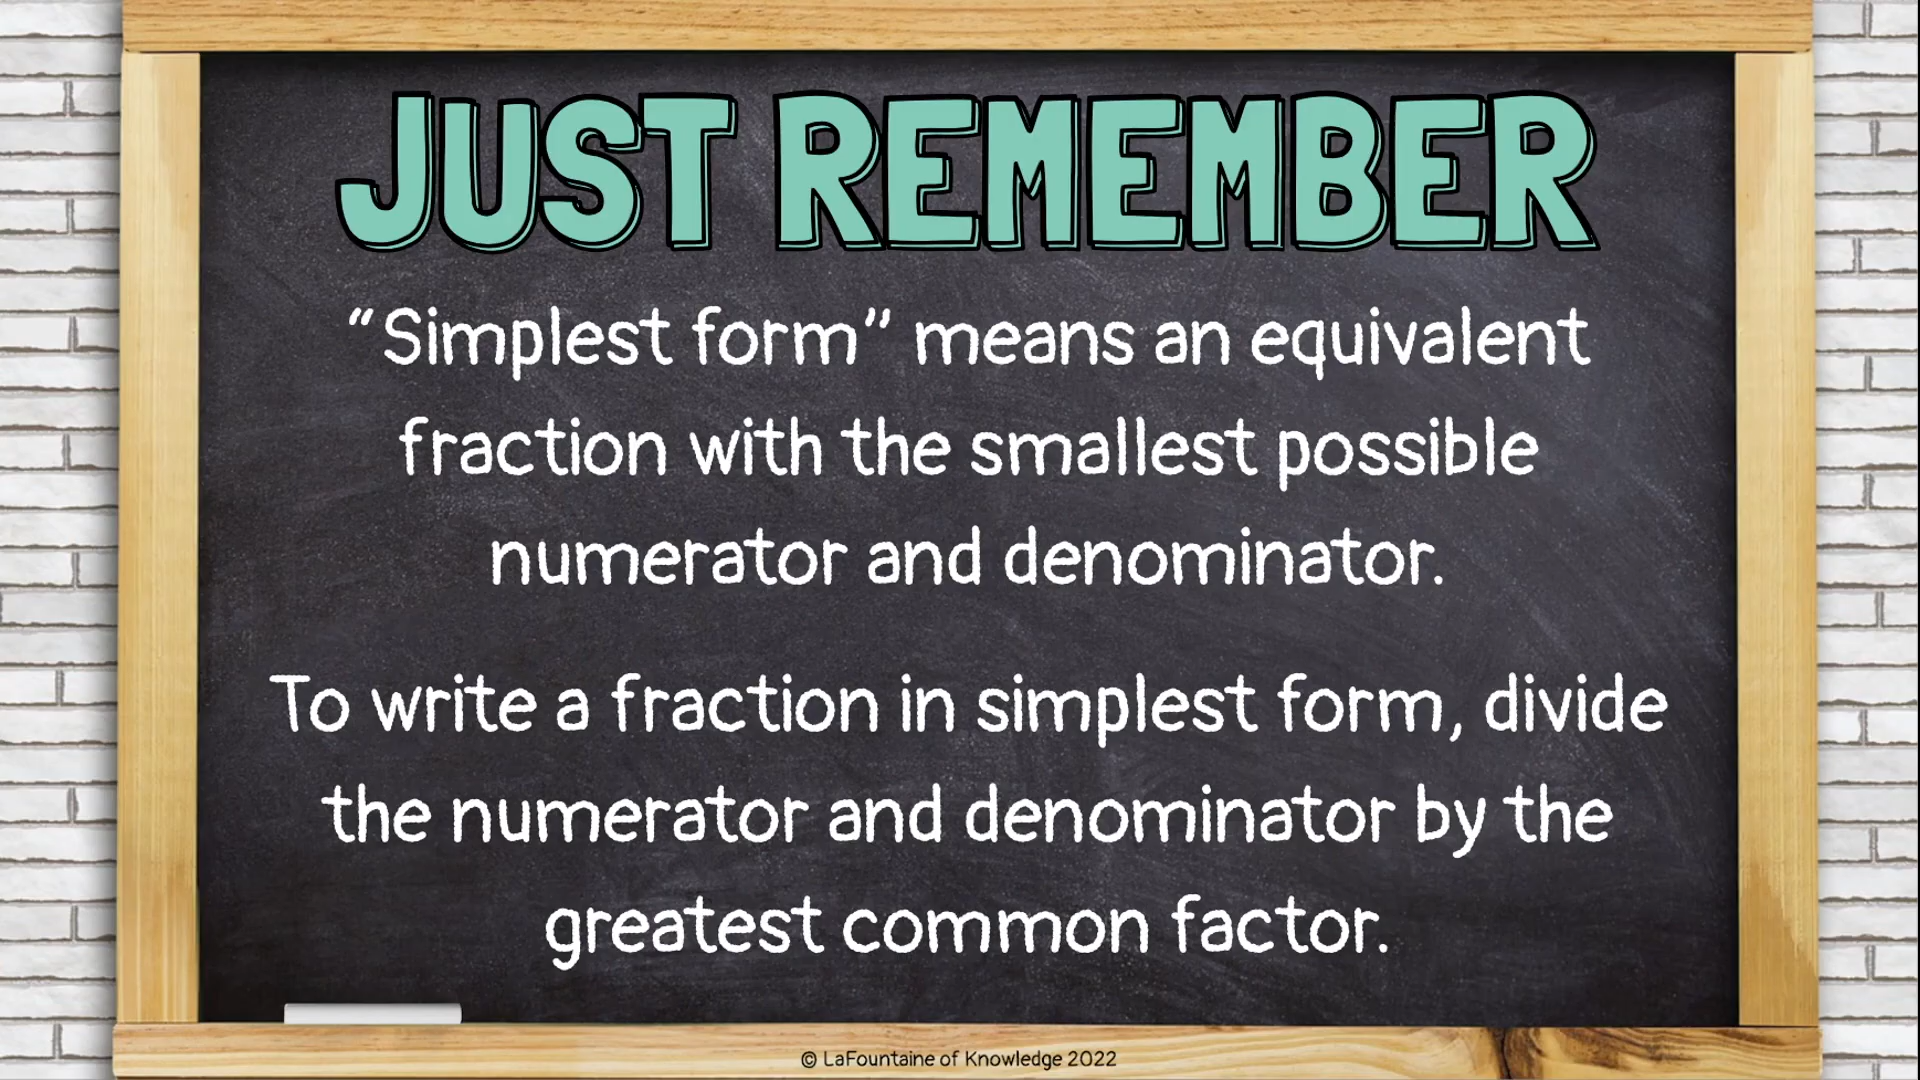 JUST REMEMBER
“Simplest form” means an equivalent
fraction with the smallest possible
numerator and denominator.
To write a fraction in simplest form, divide
the numerator and denominator by the
greatest common factor.
© LaFountaine of Knowledge 2022